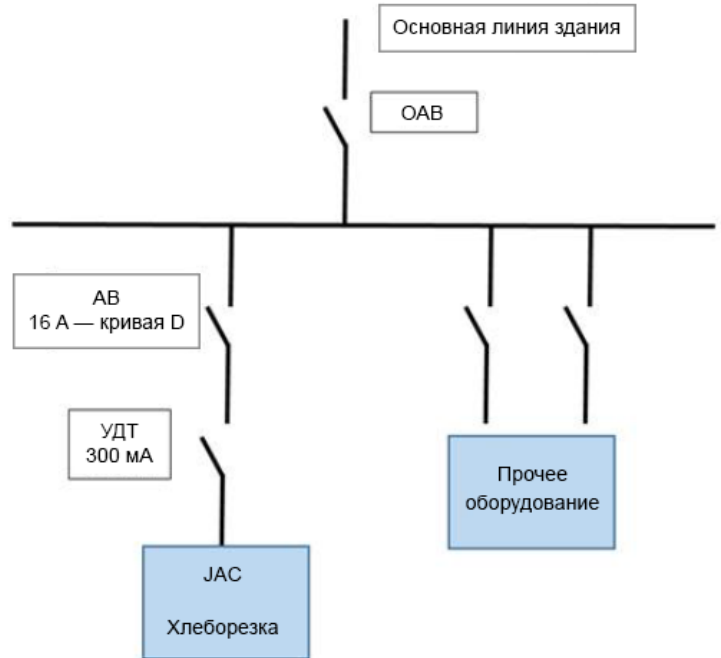 Основная линия здания
ОАВ
АВ
16 A — кривая D
УДТ
300 мА
Прочее
оборудование
JAC
Хлеборезка